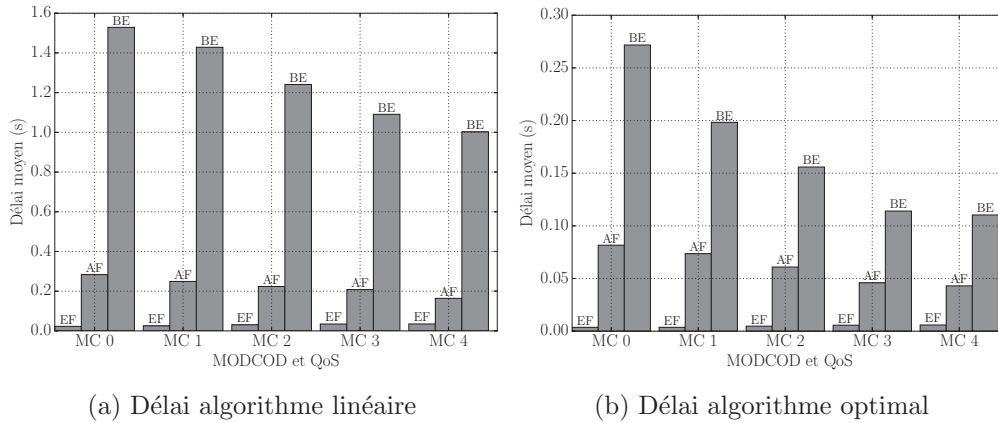 1.6
1.4
1.2
1.0
0.8
0.6
0.4
0.2
0.0
Délai moyen (s)
EF AF BE
EF AF BE
EF AF BE
EF AF BE
EF AF BE
MC 0 MC 1 MC 2 MC 3 MC 4
MODCOD et QoS
(a) Délai algorithme linéaire
0.30
0.25
0.20
0.15
0.10
0.05
0.00
Délai moyen (s)
EF AF BE
EF AF BE
EF AF BE
EF AF BE
EF AF BE
MC 0 MC 1 MC 2 MC 3 MC 4
MODCOD et QoS
(b) Délai algorithme optimal